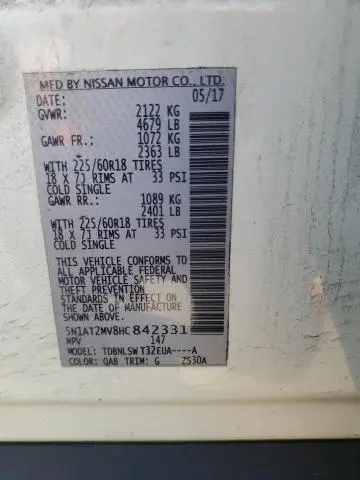 MFD BY NISSAN MOTOR CO., LTD.
DATE: 05/17
GVWR: 2122 KG
4679 LB
GAWR FR: 1072 KG
2363 LB
WITH 225/60R18 TIRES
18 X 7J RIMS AT 33 PSI
COLD SINGLE
GAWR RR: 1089 KG
2401 LB
WITH 225/60R18 TIRES
18 X 7J RIMS AT 33 PSI
COLD SINGLE
THIS VEHICLE CONFORMS TO
ALL APPLICABLE FEDERAL
MOTOR VEHICLE SAFETY
AND THEFT PREVENTION
STANDARDS IN EFFECT ON
THE DATE OF MANUFACTURE
SHOWN ABOVE.
5N1AT2MV8HC842331
MPV 147
MODEL: TDBNLSW T32EUA----A
COLOR: QAB TRIM: G ZS30A